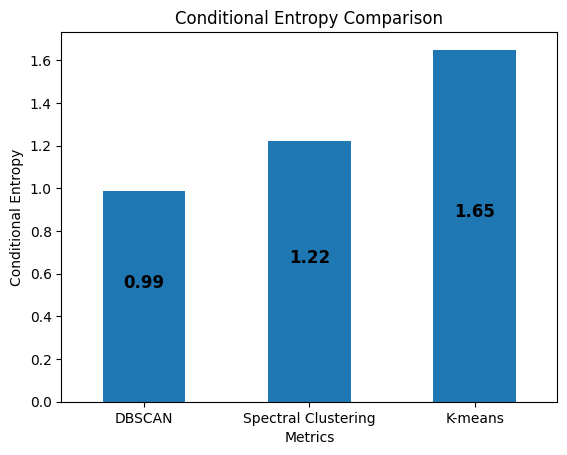 Conditional Entropy Comparison
Conditional Entropy
1.6
1.4
1.2
1.0
0.8
0.6
0.4
0.2
0.0
0.99
1.22
1.65
DBSCAN
Spectral Clustering
K-means
Metrics